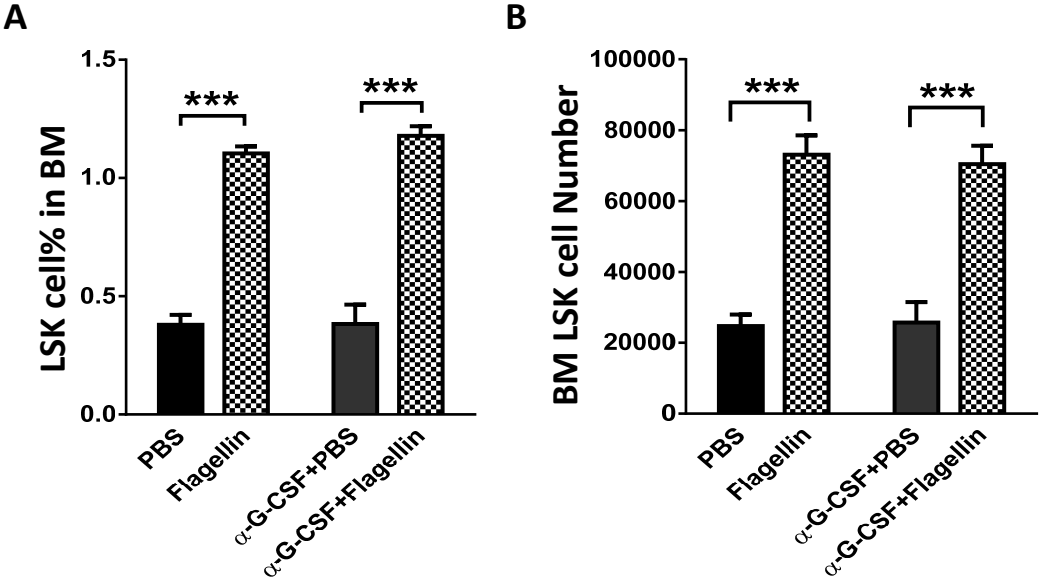 A
LSK cell% in BM
1.5
1.0
0.5
0.0
***
***
PBS
Flagellin
α-G-CSF+PBS
α-G-CSF+Flagellin
B
BM LSK cell Number
100000
80000
60000
40000
20000
0
***
***
PBS
Flagellin
α-G-CSF+PBS
α-G-CSF+Flagellin